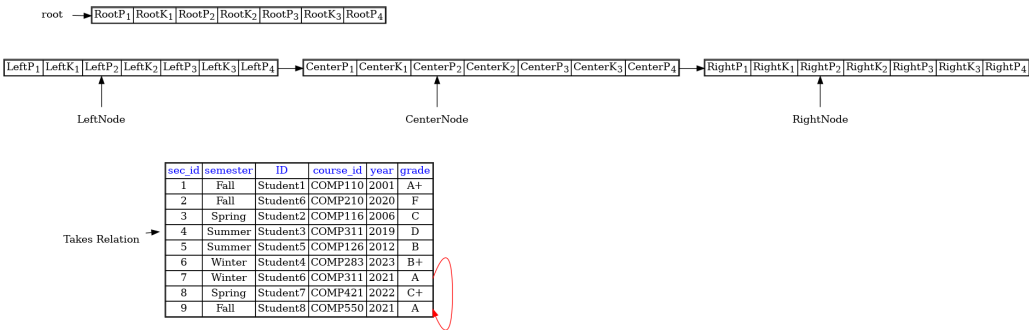 root RootP₁ RootK₁ RootP₂ RootK₂ RootP₃ RootK₃ RootP₄
LeftP₁ LeftK₁ LeftP₂ LeftK₂ LeftP₃ LeftK₃ LeftP₄ CenterP₁ CenterK₁ CenterP₂ CenterK₂ CenterP₃ CenterK₃ CenterP₄ RightP₁ RightK₁ RightP₂ RightK₂ RightP₃ RightK₃ RightP₄
LeftNode CenterNode RightNode
sec_id semester ID course_id year grade
1 Fall Student1 COMP110 2001 A+
2 Fall Student6 COMP210 2020 F
3 Spring Student2 COMP116 2006 C
4 Summer Student3 COMP311 2019 D
Takes Relation
5 Summer Student5 COMP126 2012 B
6 Winter Student4 COMP283 2023 B+
7 Winter Student6 COMP311 2021 A
8 Spring Student7 COMP421 2022 C+
9 Fall Student8 COMP550 2021 A